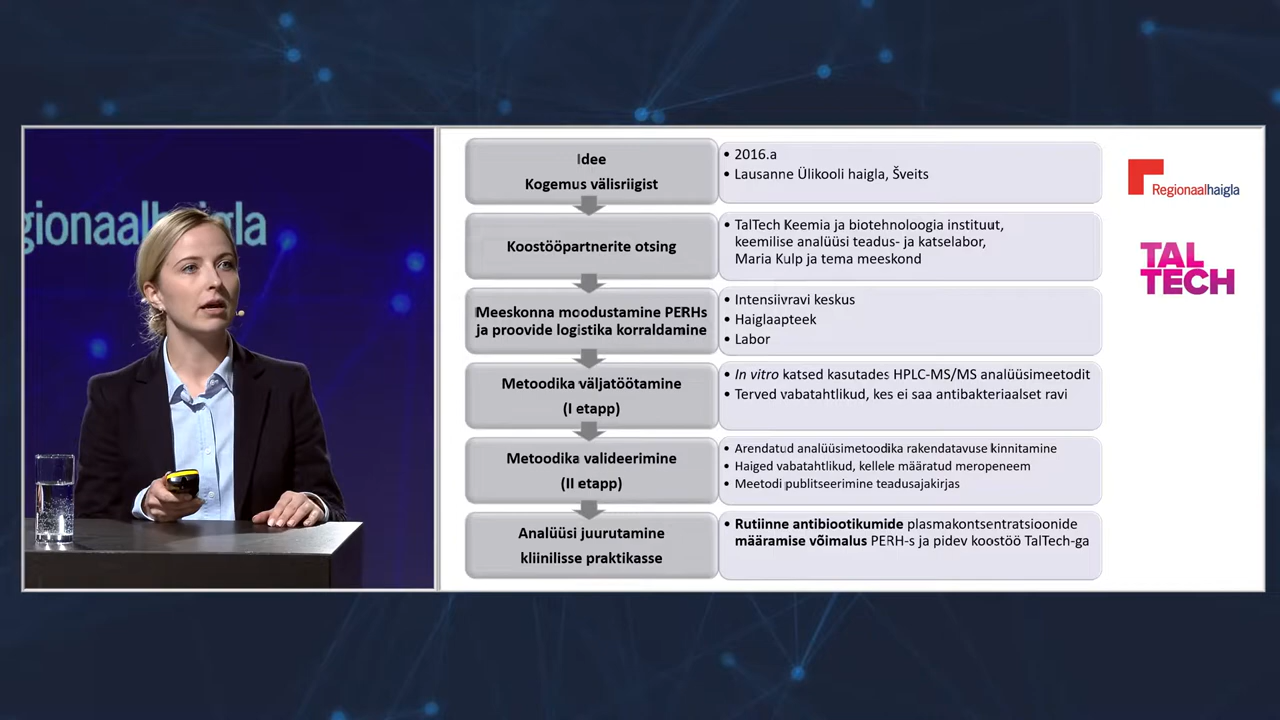 gionaalhaigla
Idee
Kogemus välisriigist
• 2016.a
• Lausanne Ülikooli haigla, Šveits
Koostööpartnerite otsing
• TalTech Keemia ja biotehnoloogia instituut,
keemilise analüüsi teadus- ja katselabor,
Maria Kulp ja tema meeskond
Meeskonna moodustamine PERHs
ja proovide logistika korraldamine
• Intensiivravi keskus
• Haiglaapteek
• Labor
Metoodika väljatöötamine
(I etapp)
• In vitro katsed kasutades HPLC-MS/MS analüüsimeetodit
• Terved vabatahtlikud, kes ei saa antibakteriaalset ravi
Metoodika valideerimine
(II etapp)
• Arendatud analüüsimetoodika rakendatavuse kinnitamine
• Haiged vabatahtlikud, kellele määratud meropeneem
• Meetodi publitseerimine teadusajakirjas
Analüüsi juurutamine
kliinilisse praktikasse
• Rutiinne antibiootikumide plasmakontsentratsioonide
määramise võimalus PERH-s ja pidev koostöö TalTech-ga
Regionaalhaigla
TAL
TECH